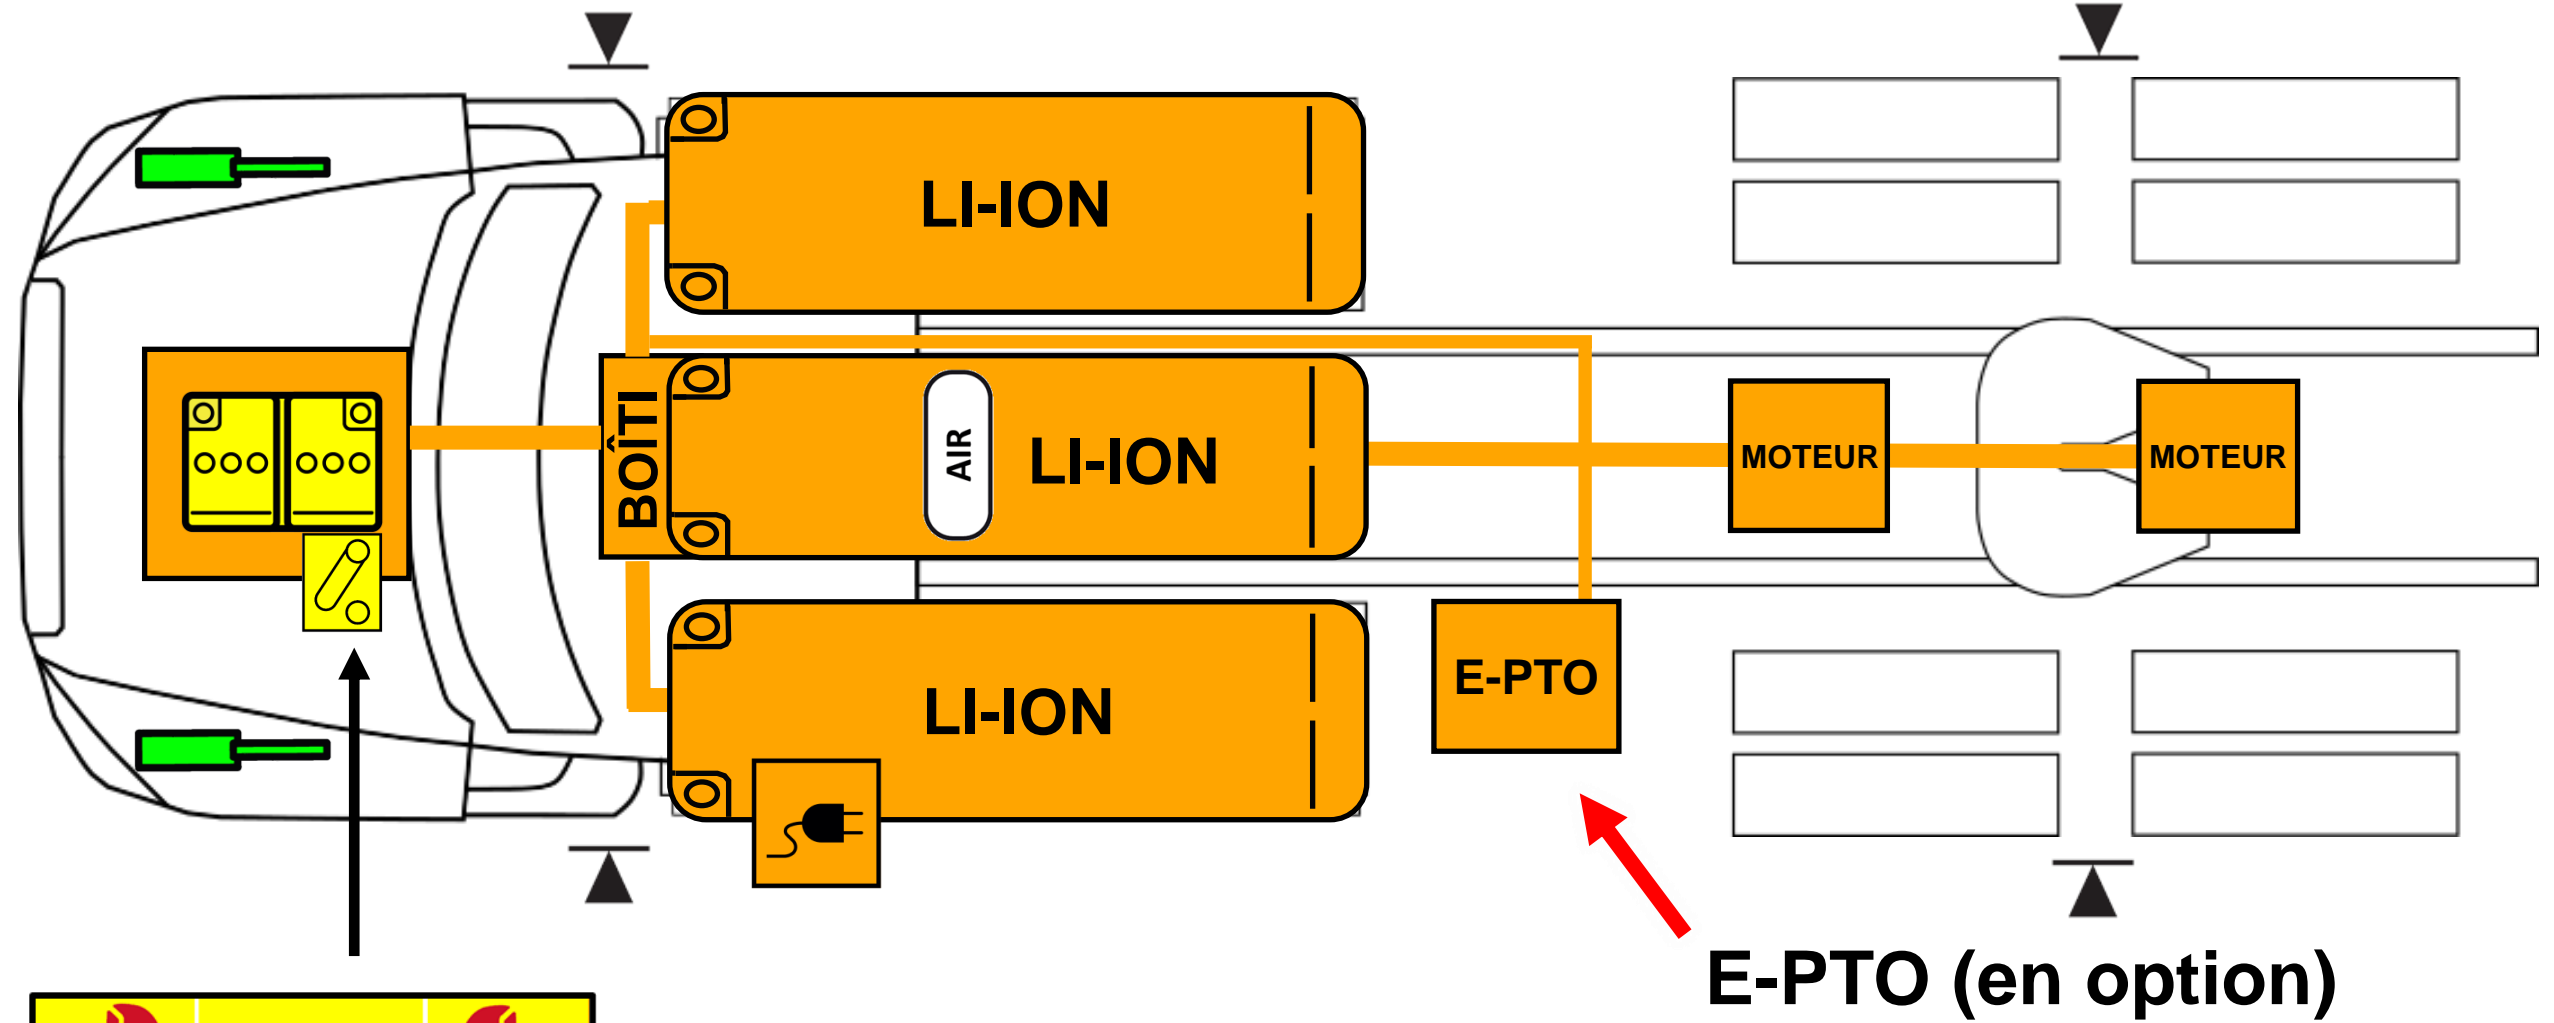 LI-ION
BOÎTI
AIR
LI-ION
MOTEUR
MOTEUR
LI-ION
E-PTO
E-PTO (en option)